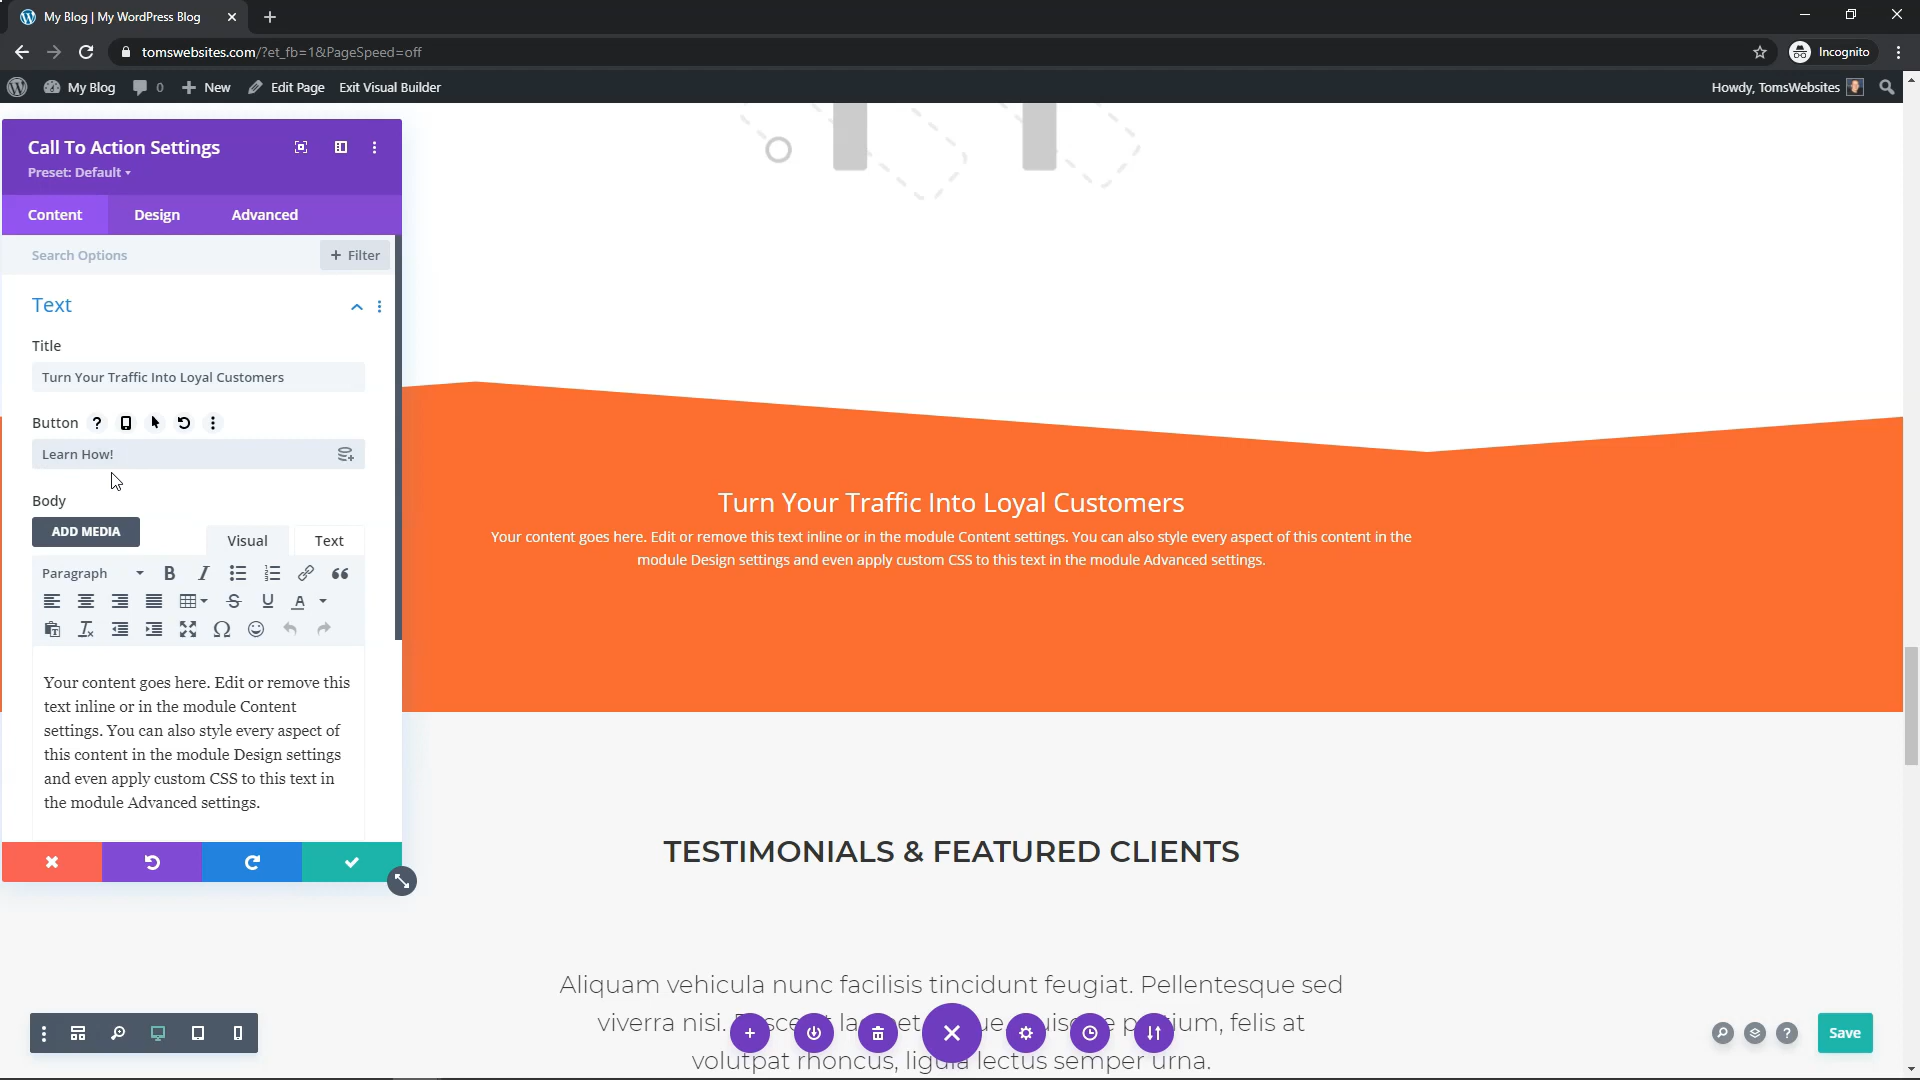 My Blog | My WordPress Blog
tomswebsites.com/?et_fb=1&PageSpeed=off
Incognito
My Blog
0
New
Edit Page
Exit Visual Builder
Howdy, TomsWebsites
Call To Action Settings
Preset: Default
Content
Design
Advanced
Search Options
+ Filter
Text
Title
Turn Your Traffic Into Loyal Customers
Button
Learn How!
Body
ADD MEDIA
Visual
Text
Paragraph
Your content goes here. Edit or remove this
text inline or in the module Content
settings. You can also style every aspect of
this content in the module Design settings
and even apply custom CSS to this text in
the module Advanced settings.
Turn Your Traffic Into Loyal Customers
Your content goes here. Edit or remove this text inline or in the module Content settings. You can also style every aspect of this content in the
module Design settings and even apply custom CSS to this text in the module Advanced settings.
TESTIMONIALS & FEATURED CLIENTS
Aliquam vehicula nunc facilisis tincidunt feugiat. Pellentesque sed
viverra nisi. felis at
volutpat rhoncus, ligula lectus semper urna.
Save